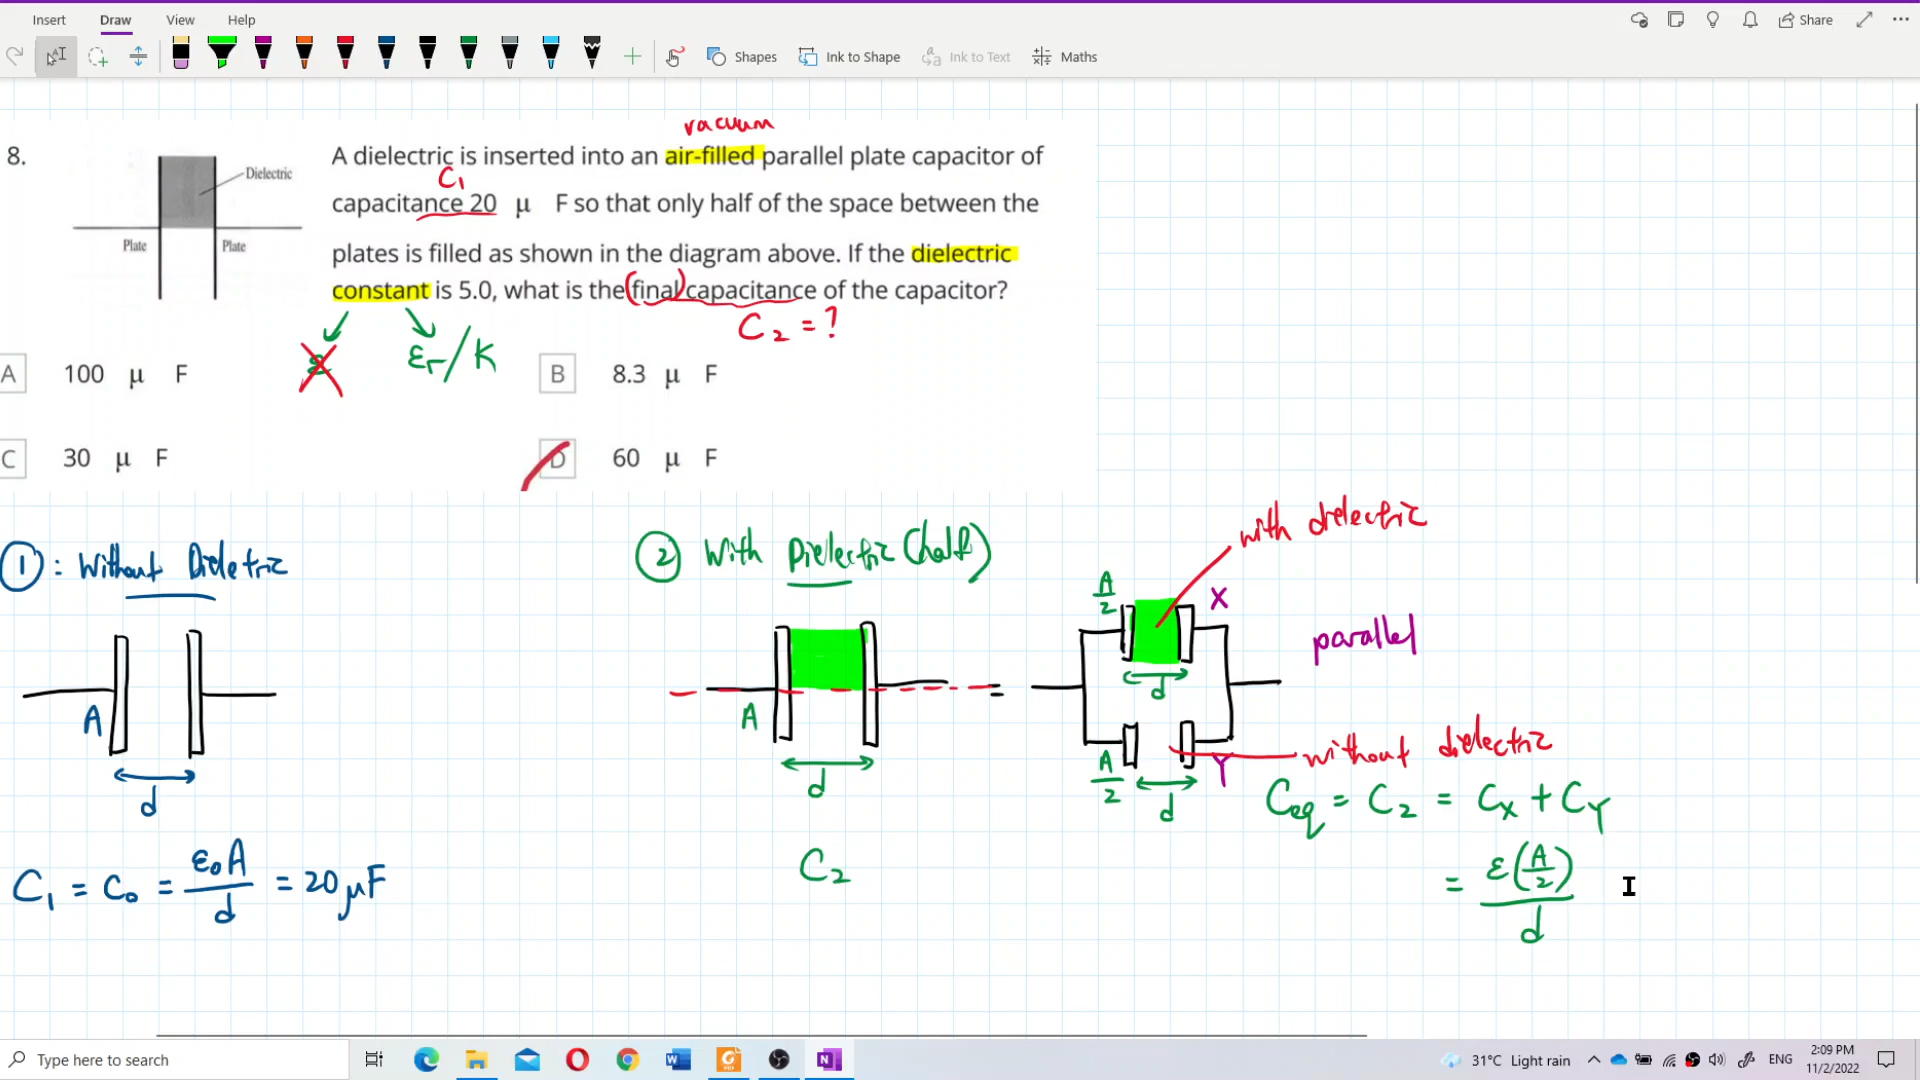 Insert Draw View Help
Share
Shapes Ink to Shape Ink to Text Maths
vacuum
8.
A dielectric is inserted into an air-filled parallel plate capacitor of
C₁
capacitance 20 μ F so that only half of the space between the
plates is filled as shown in the diagram above. If the dielectric
constant is 5.0, what is the (final) capacitance of the capacitor?
Dielectric
Plate Plate
C₂ = ?
ε εr/K
A 100 μ F
B 8.3 μ F
C 30 μ F
D 60 μ F
① : Without Dieletric
A
d
C₁ = C₀ = ε₀A/d = 20 μF
② With Dielectric (half)
A
d
C₂
=
with dielectric
A/2 X
d
parallel
without dielectric
A/2 Y
d
Ceq = C₂ = Cx + CY
= ε(A/2)/d
Type here to search
31°C Light rain
ENG
2:09 PM
11/2/2022